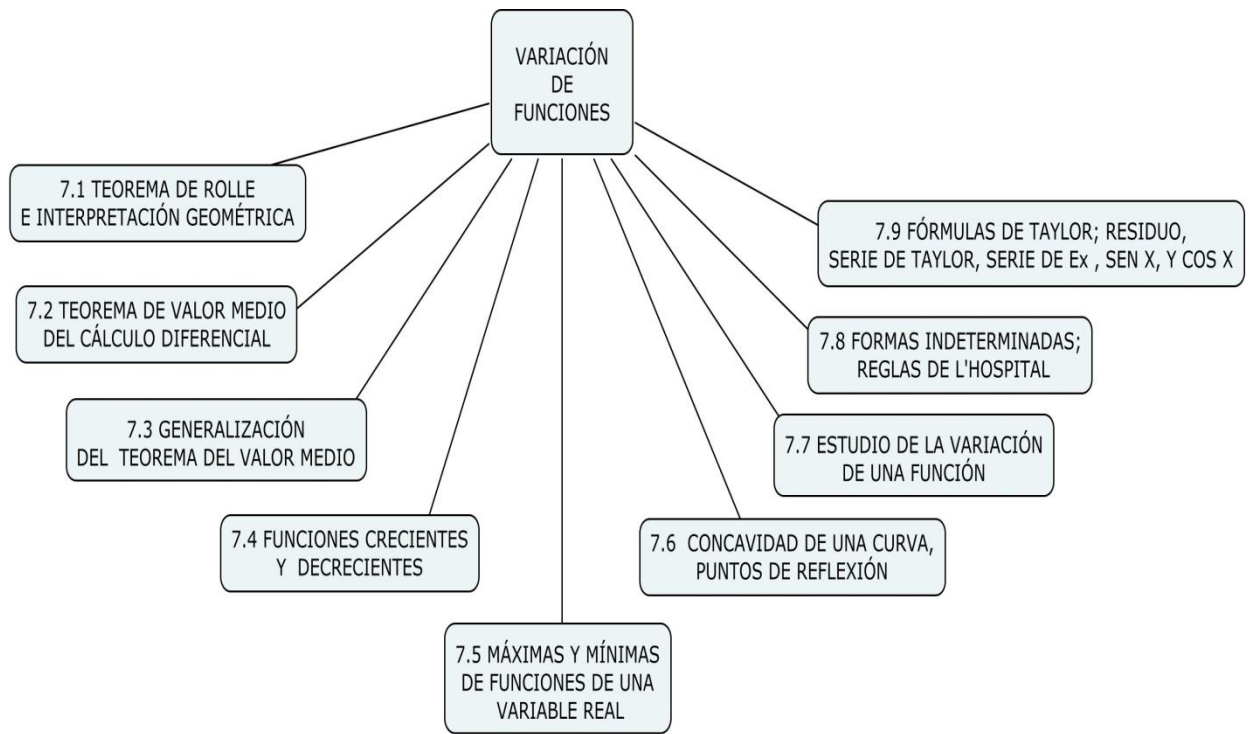 VARIACIÓN
DE
FUNCIONES
7.1 TEOREMA DE ROLLE
E INTERPRETACIÓN GEOMÉTRICA
7.2 TEOREMA DE VALOR MEDIO
DEL CÁLCULO DIFERENCIAL
7.3 GENERALIZACIÓN
DEL TEOREMA DEL VALOR MEDIO
7.4 FUNCIONES CRECIENTES
Y DECRECIENTES
7.5 MÁXIMAS Y MÍNIMAS
DE FUNCIONES DE UNA
VARIABLE REAL
7.6 CONCAVIDAD DE UNA CURVA,
PUNTOS DE REFLEXIÓN
7.7 ESTUDIO DE LA VARIACIÓN
DE UNA FUNCIÓN
7.8 FORMAS INDETERMINADAS;
REGLAS DE L'HOSPITAL
7.9 FÓRMULAS DE TAYLOR; RESIDUO,
SERIE DE TAYLOR, SERIE DE Ex , SEN X, Y COS X